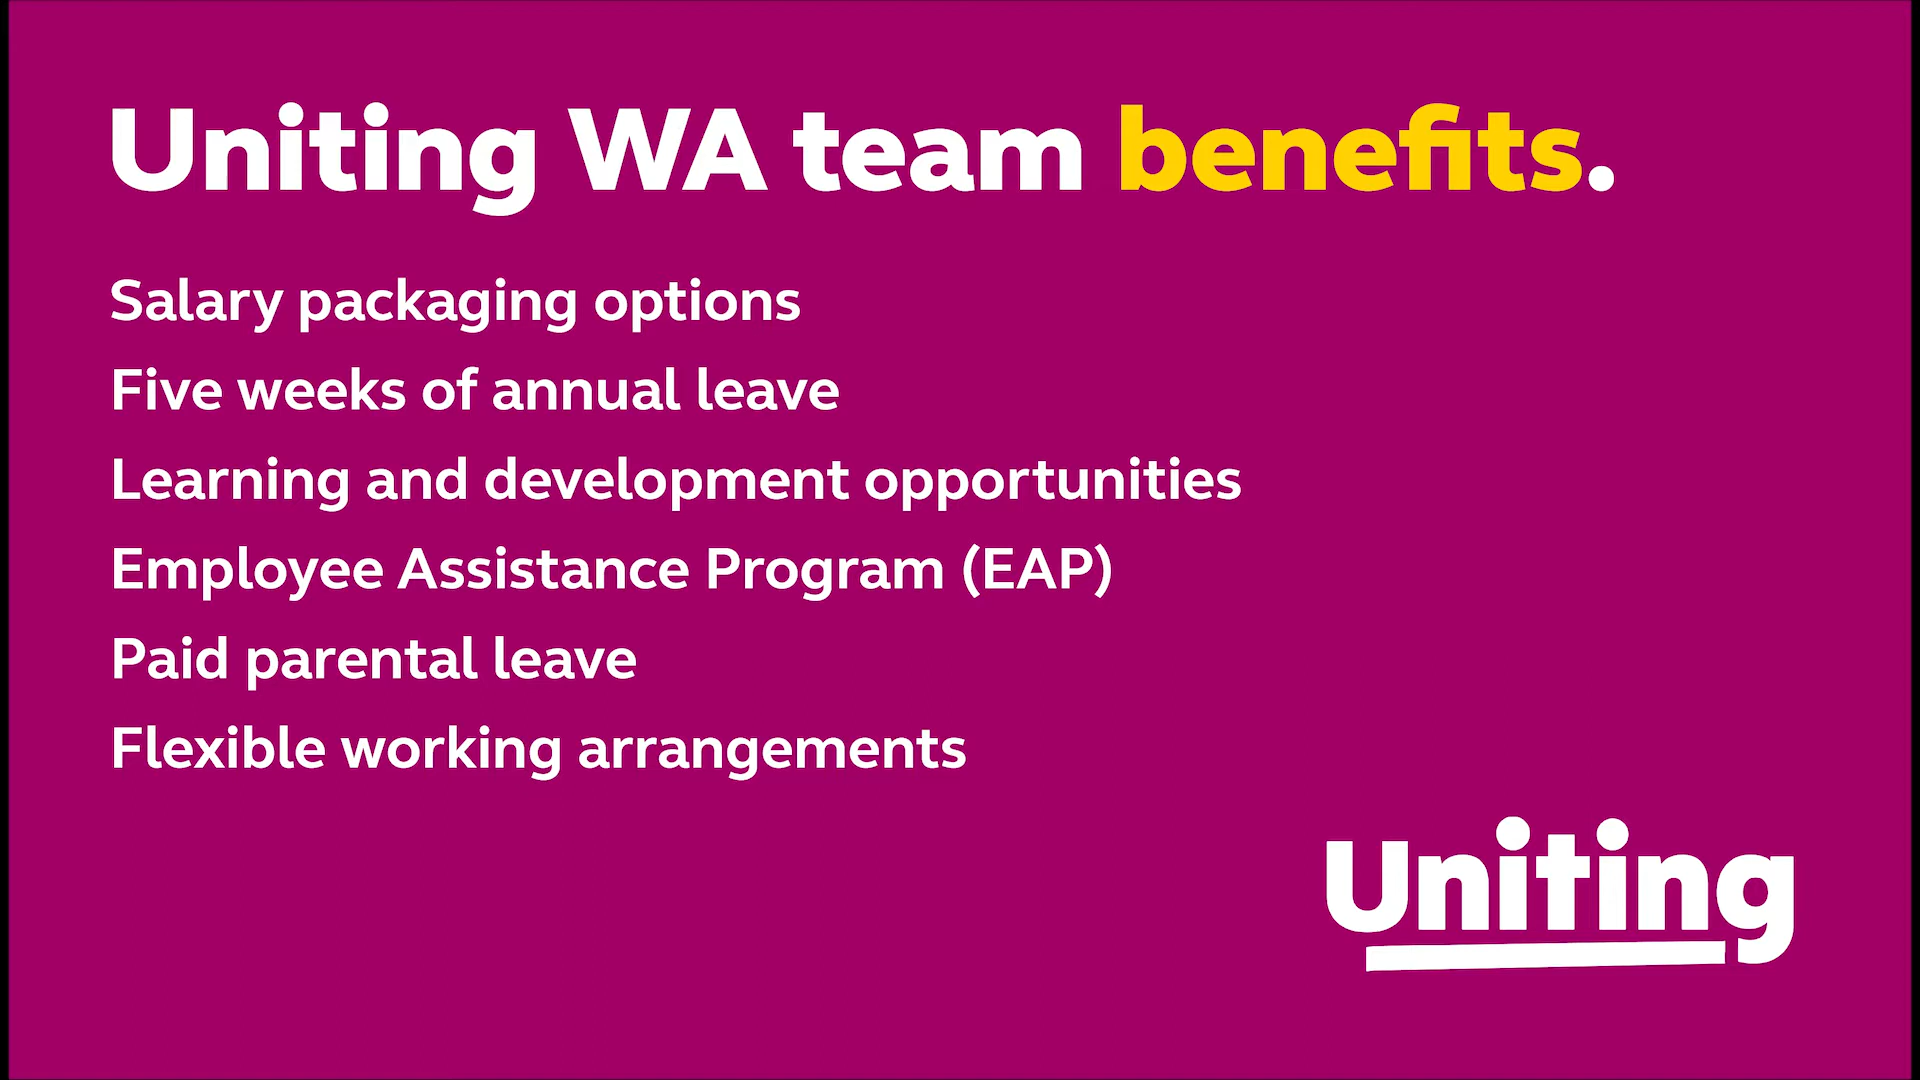 Uniting WA team benefits.
Salary packaging options
Five weeks of annual leave
Learning and development opportunities
Employee Assistance Program (EAP)
Paid parental leave
Flexible working arrangements
Uniting